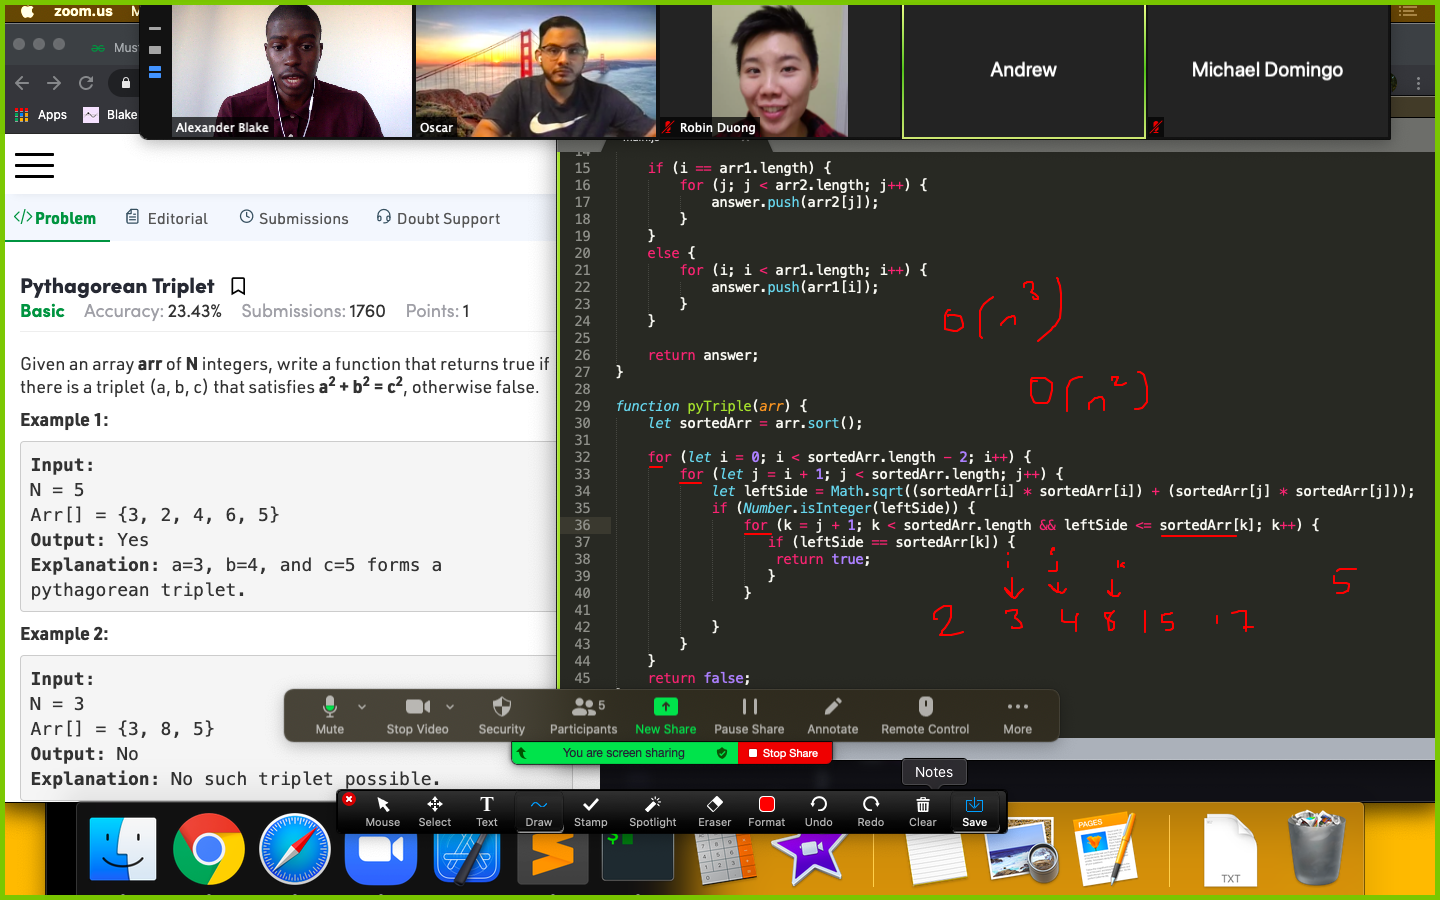 zoom.us
Mus
Apps
Blake
Alexander Blake
Oscar
Robin Duong
Andrew
Michael Domingo
Problem
Editorial
Submissions
Doubt Support
Pythagorean Triplet
Basic Accuracy: 23.43% Submissions: 1760 Points: 1
Given an array arr of N integers, write a function that returns true if
there is a triplet (a, b, c) that satisfies a² + b² = c², otherwise false.
Example 1:
Input:
N = 5
Arr[] = {3, 2, 4, 6, 5}
Output: Yes
Explanation: a=3, b=4, and c=5 forms a
pythagorean triplet.
Example 2:
Input:
N = 3
Arr[] = {3, 8, 5}
Output: No
Explanation: No such triplet possible.
14
15 if (i == arr1.length) {
16 for (j; j < arr2.length; j++) {
17 answer.push(arr2[j]);
18 }
19 }
20 else {
21 for (i; i < arr1.length; i++) {
22 answer.push(arr1[i]);
23 }
24 }
25
26 return answer;
27 }
28
29 function pyTriple(arr) {
30 let sortedArr = arr.sort();
31
32 for (let i = 0; i < sortedArr.length - 2; i++) {
33 for (let j = i + 1; j < sortedArr.length; j++) {
34 let leftSide = Math.sqrt((sortedArr[i] * sortedArr[i]) + (sortedArr[j] * sortedArr[j]));
35 if (Number.isInteger(leftSide)) {
36 for (k = j + 1; k < sortedArr.length && leftSide <= sortedArr[k]; k++) {
37 if (leftSide == sortedArr[k]) {
38 return true;
39 }
40 }
41
42 }
43 }
44 }
45 return false;
O(n³)
O(n²)
i j k
5
2 3 4 8 15 17
Mute
Stop Video
Security
Participants
5
New Share
Pause Share
Annotate
Remote Control
More
You are screen sharing
Stop Share
Notes
Mouse
Select
Text
Draw
Stamp
Spotlight
Eraser
Format
Undo
Redo
Clear
Save
PAGES
TXT